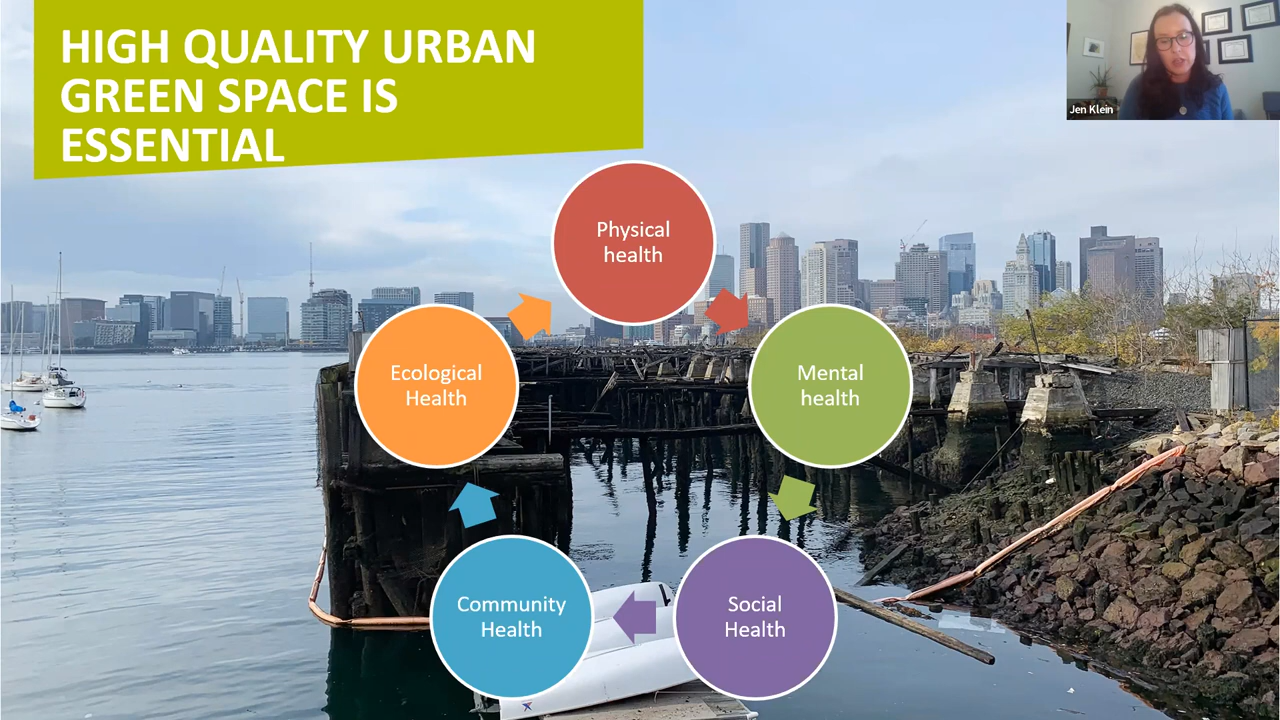 HIGH QUALITY URBAN
GREEN SPACE IS
ESSENTIAL
Jen Klein
Physical
health
Mental
health
Social
Health
Community
Health
Ecological
Health